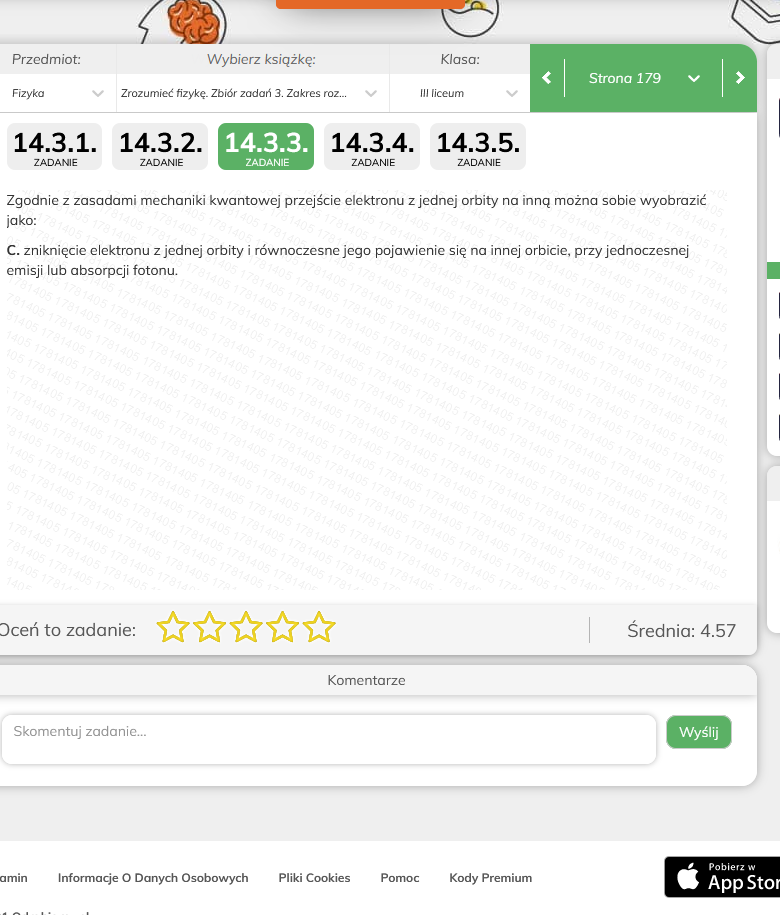 Przedmiot:
Wybierz książkę:
Klasa:
Fizyka
Zrozumieć fizykę. Zbiór zadań 3. Zakres roz...
III liceum
Strona 179
14.3.1.
ZADANIE
14.3.2.
ZADANIE
14.3.3.
ZADANIE
14.3.4.
ZADANIE
14.3.5.
ZADANIE
Zgodnie z zasadami mechaniki kwantowej przejście elektronu z jednej orbity na inną można sobie wyobrazić
jako:
C. zniknięcie elektronu z jednej orbity i równoczesne jego pojawienie się na innej orbicie, przy jednoczesnej
emisji lub absorpcji fotonu.
Oceń to zadanie:
Średnia: 4.57
Komentarze
Skomentuj zadanie...
Wyślij
amin
Informacje O Danych Osobowych
Pliki Cookies
Pomoc
Kody Premium
Pobierz w
App Stor